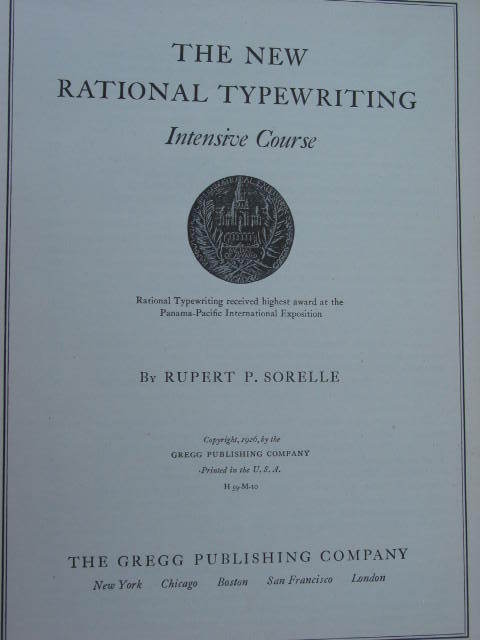 THE NEW
RATIONAL TYPEWRITING
Intensive Course
Rational Typewriting received highest award at the
Panama-Pacific International Exposition
By RUPERT P. SORELLE
Copyright, 1926, by the
GREGG PUBLISHING COMPANY
Printed in the U. S. A.
H 59-M-10
THE GREGG PUBLISHING COMPANY
New York Chicago Boston San Francisco London